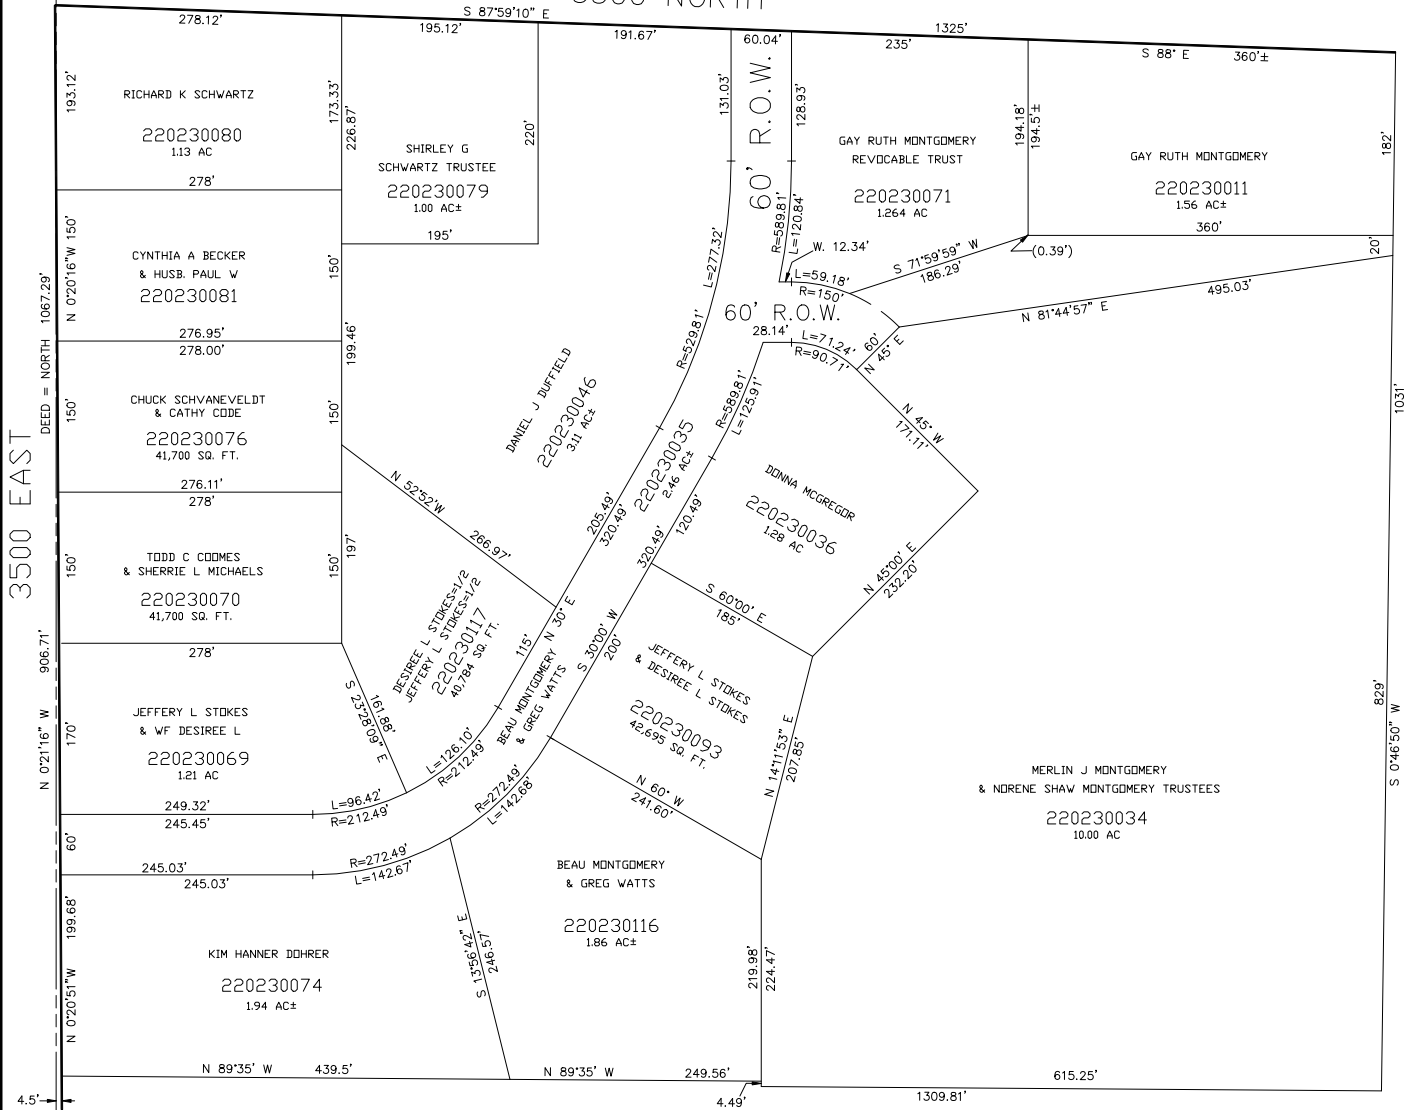 3500 NORTH
S 87°59'10" E
278.12'
195.12'
191.67'
60.04'
1325'
235'
S 88° E
360'±
193.12'
RICHARD K SCHWARTZ
220230080
1.13 AC
278'
173.33'
226.87'
SHIRLEY G
SCHWARTZ TRUSTEE
220230079
1.00 AC±
220'
195'
131.03'
60' R.O.W.
128.93'
GAY RUTH MONTGOMERY
REVOCABLE TRUST
220230071
1.264 AC
194.18'
194.5'±
GAY RUTH MONTGOMERY
220230011
1.56 AC±
182'
360'
20'
(0.39')
R=589.81'
L=120.84'
W. 12.34'
L=59.18'
R=150'
S 71°59'59" W
186.29'
N 81°44'57" E
495.03'
60' R.O.W.
28.14'
L=71.24'
R=90.71'
60'
N 45° E
L=277.32'
R=529.81'
DEED = NORTH 1067.29'
N 0°20'16"W
150'
CYNTHIA A BECKER
& HUSB. PAUL W
220230081
276.95'
150'
199.46'
278.00'
CHUCK SCHVANEVELDT
& CATHY CODE
220230076
41,700 SQ. FT.
276.11'
150'
150'
278'
TODD C COOMES
& SHERRIE L MICHAELS
220230070
41,700 SQ. FT.
278'
150'
150'
197'
3500 EAST
DANIEL J DUFFIELD
220230046
3.11 AC±
N 52°52'W
266.97'
205.49'
320.49'
220230035
2.46 AC±
R=589.81'
L=125.91'
320.49'
120.49'
DONNA MCGREGOR
220230036
1.28 AC
N 45° W
171.11'
N 45°00' E
232.20'
S 60°00' E
185'
DESIREE L STOKES=1/2
JEFFERY L STOKES=1/2
220230117
40,784 SQ. FT.
115'
N 30° E
BEAU MONTGOMERY
& GREG WATTS
S 30°00' W
200'
JEFFERY L STOKES
& DESIREE L STOKES
220230093
42,695 SQ. FT.
N 14°11'53" E
207.85'
N 60° W
241.60'
906.71'
N 0°21'16" W
170'
JEFFERY L STOKES
& WF DESIREE L
220230069
1.21 AC
S 23°28'09" E
161.88'
L=126.10'
R=212.49'
249.32'
245.45'
L=96.42'
R=212.49'
R=272.49'
L=142.68'
60'
245.03'
245.03'
R=272.49'
L=142.67'
BEAU MONTGOMERY
& GREG WATTS
220230116
1.86 AC±
MERLIN J MONTGOMERY
& NORENE SHAW MONTGOMERY TRUSTEES
220230034
10.00 AC
1031'
829'
S 0°46'50" W
199.68'
N 0°20'51"W
KIM HANNER DOHRER
220230074
1.94 AC±
S 13°56'42" E
246.57'
219.98'
224.47'
N 89°35' W
439.5'
N 89°35' W
249.56'
615.25'
4.5'
4.49'
1309.81'